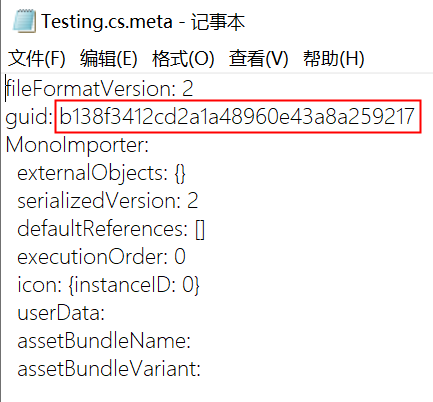 Testing.cs.meta - 记事本
文件(F) 编辑(E) 格式(O) 查看(V) 帮助(H)
fileFormatVersion: 2
guid: b138f3412cd2a1a48960e43a8a259217
MonoImporter:
  externalObjects: {}
  serializedVersion: 2
  defaultReferences: []
  executionOrder: 0
  icon: {instanceID: 0}
  userData:
  assetBundleName:
  assetBundleVariant: